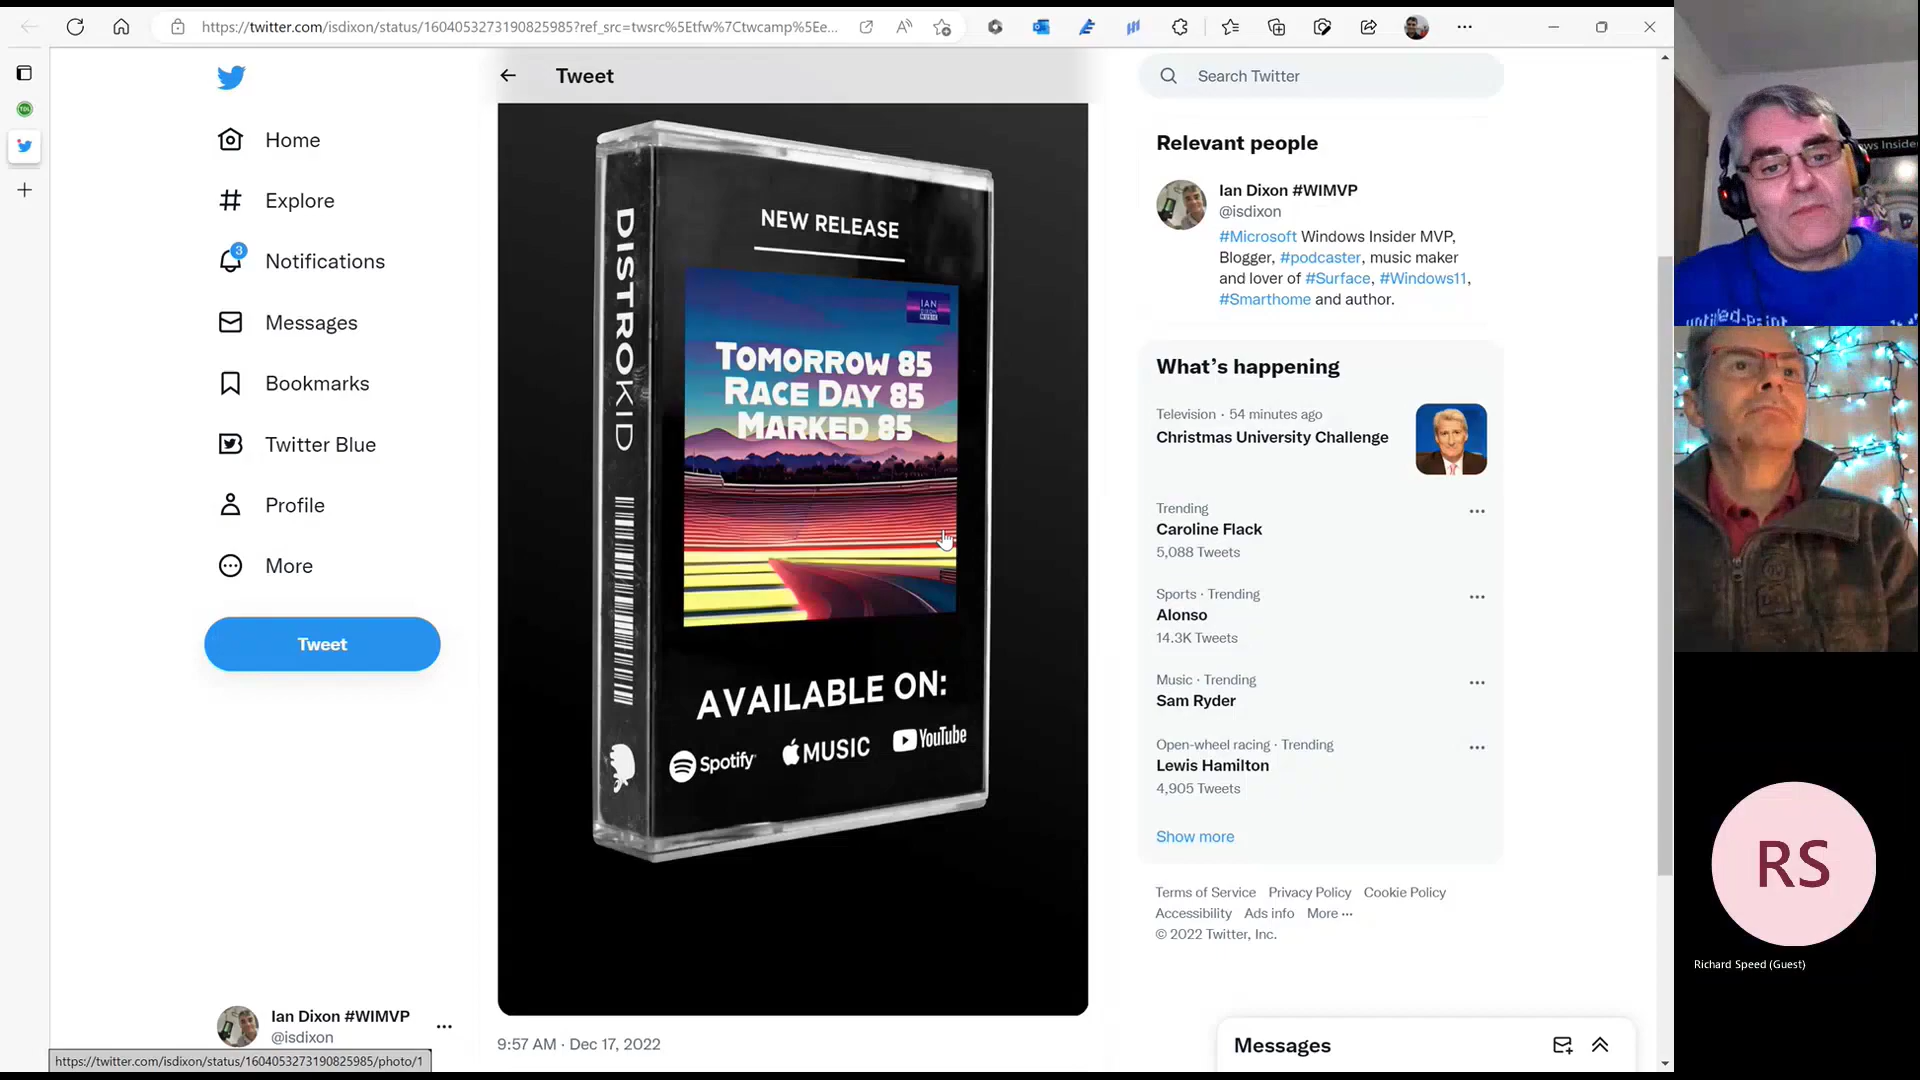 https://twitter.com/isdixon/status/1604053273190825985?ref_src=twsrc%5Etfw%7Ctwcamp%5Ee...
Home
Explore
3
Notifications
Messages
Bookmarks
Twitter Blue
Profile
More
Tweet
Ian Dixon #WIMVP
@isdixon
https://twitter.com/isdixon/status/1604053273190825985/photo/1
Tweet
DISTROKID
NEW RELEASE
IAN
DIXON
MUSIC
TOMORROW 85
RACE DAY 85
MARKED 85
AVAILABLE ON:
Spotify
MUSIC
YouTube
9:57 AM · Dec 17, 2022
Search Twitter
Relevant people
Ian Dixon #WIMVP
@isdixon
#Microsoft Windows Insider MVP,
Blogger, #podcaster, music maker
and lover of #Surface, #Windows11,
#Smarthome and author.
What's happening
Television · 54 minutes ago
Christmas University Challenge
Trending
Caroline Flack
5,088 Tweets
Sports · Trending
Alonso
14.3K Tweets
Music · Trending
Sam Ryder
Open-wheel racing · Trending
Lewis Hamilton
4,905 Tweets
Show more
Terms of Service Privacy Policy Cookie Policy
Accessibility Ads info More ···
© 2022 Twitter, Inc.
Messages
RS
Richard Speed (Guest)